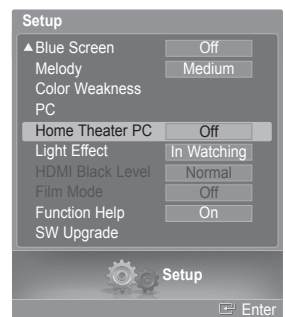 Setup
▲Blue Screen Off
Melody Medium
Color Weakness
PC
Home Theater PC Off
Light Effect In Watching
HDMI Black Level Normal
Film Mode Off
Function Help On
SW Upgrade
Setup
Enter